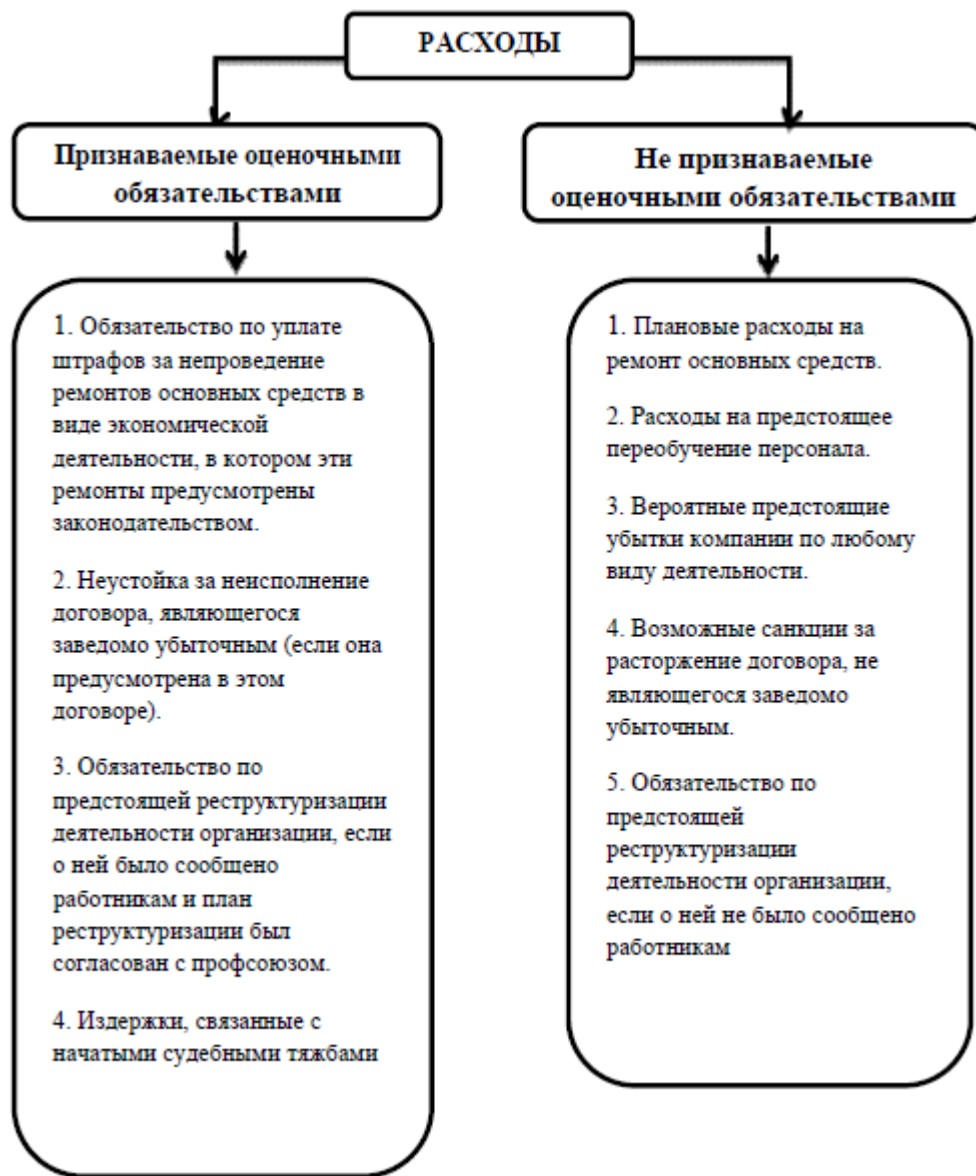 РАСХОДЫ
Признаваемые оценочными
обязательствами
1. Обязательство по уплате
штрафов за непроведение
ремонтов основных средств в
виде экономической
деятельности, в котором эти
ремонты предусмотрены
законодательством.
2. Неустойка за неисполнение
договора, являющегося
заведомо убыточным (если она
предусмотрена в этом
договоре).
3. Обязательство по
предстоящей реструктуризации
деятельности организации, если
о ней было сообщено
работникам и план
реструктуризации был
согласован с профсоюзом.
4. Издержки, связанные с
начатыми судебными тяжбами
Не признаваемые
оценочными обязательствами
1. Плановые расходы на
ремонт основных средств.
2. Расходы на предстоящее
переобучение персонала.
3. Вероятные предстоящие
убытки компании по любому
виду деятельности.
4. Возможные санкции за
расторжение договора, не
являющегося заведомо
убыточным.
5. Обязательство по
предстоящей
реструктуризации
деятельности организации,
если о ней не было сообщено
работникам